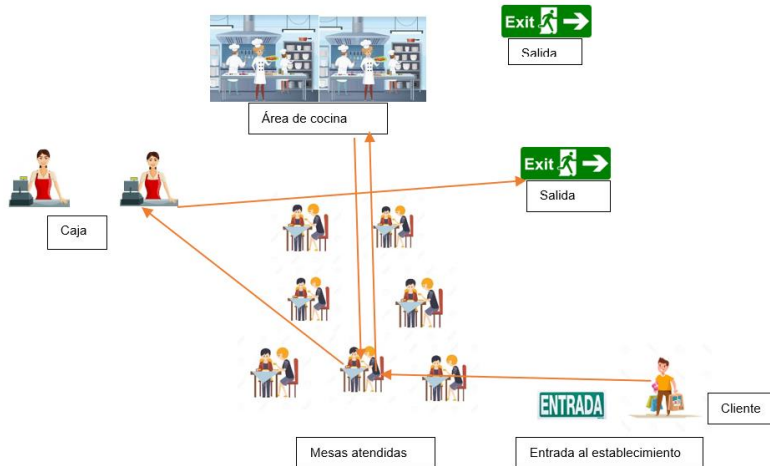 Exit
Salida
Área de cocina
Exit
Salida
Caja
ENTRADA
Cliente
Mesas atendidas
Entrada al establecimiento